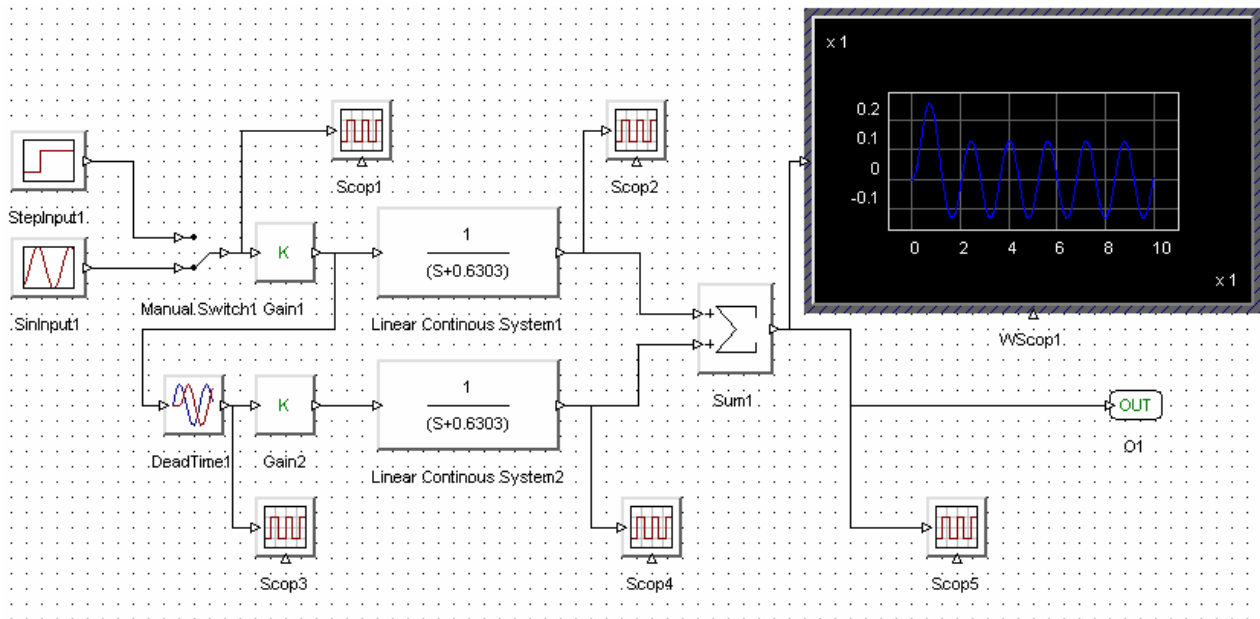 x 1
0.2
0.1
0
-0.1
0 2 4 6 8 10
x 1
WScop1
Scop1
Scop2
StepInput1
SinInput1
Manual.Switch1
K
Gain1
1
(S+0.6303)
Linear Continous System1
+
+
Sum1
DeadTime1
K
Gain2
1
(S+0.6303)
Linear Continous System2
OUT
O1
Scop3
Scop4
Scop5